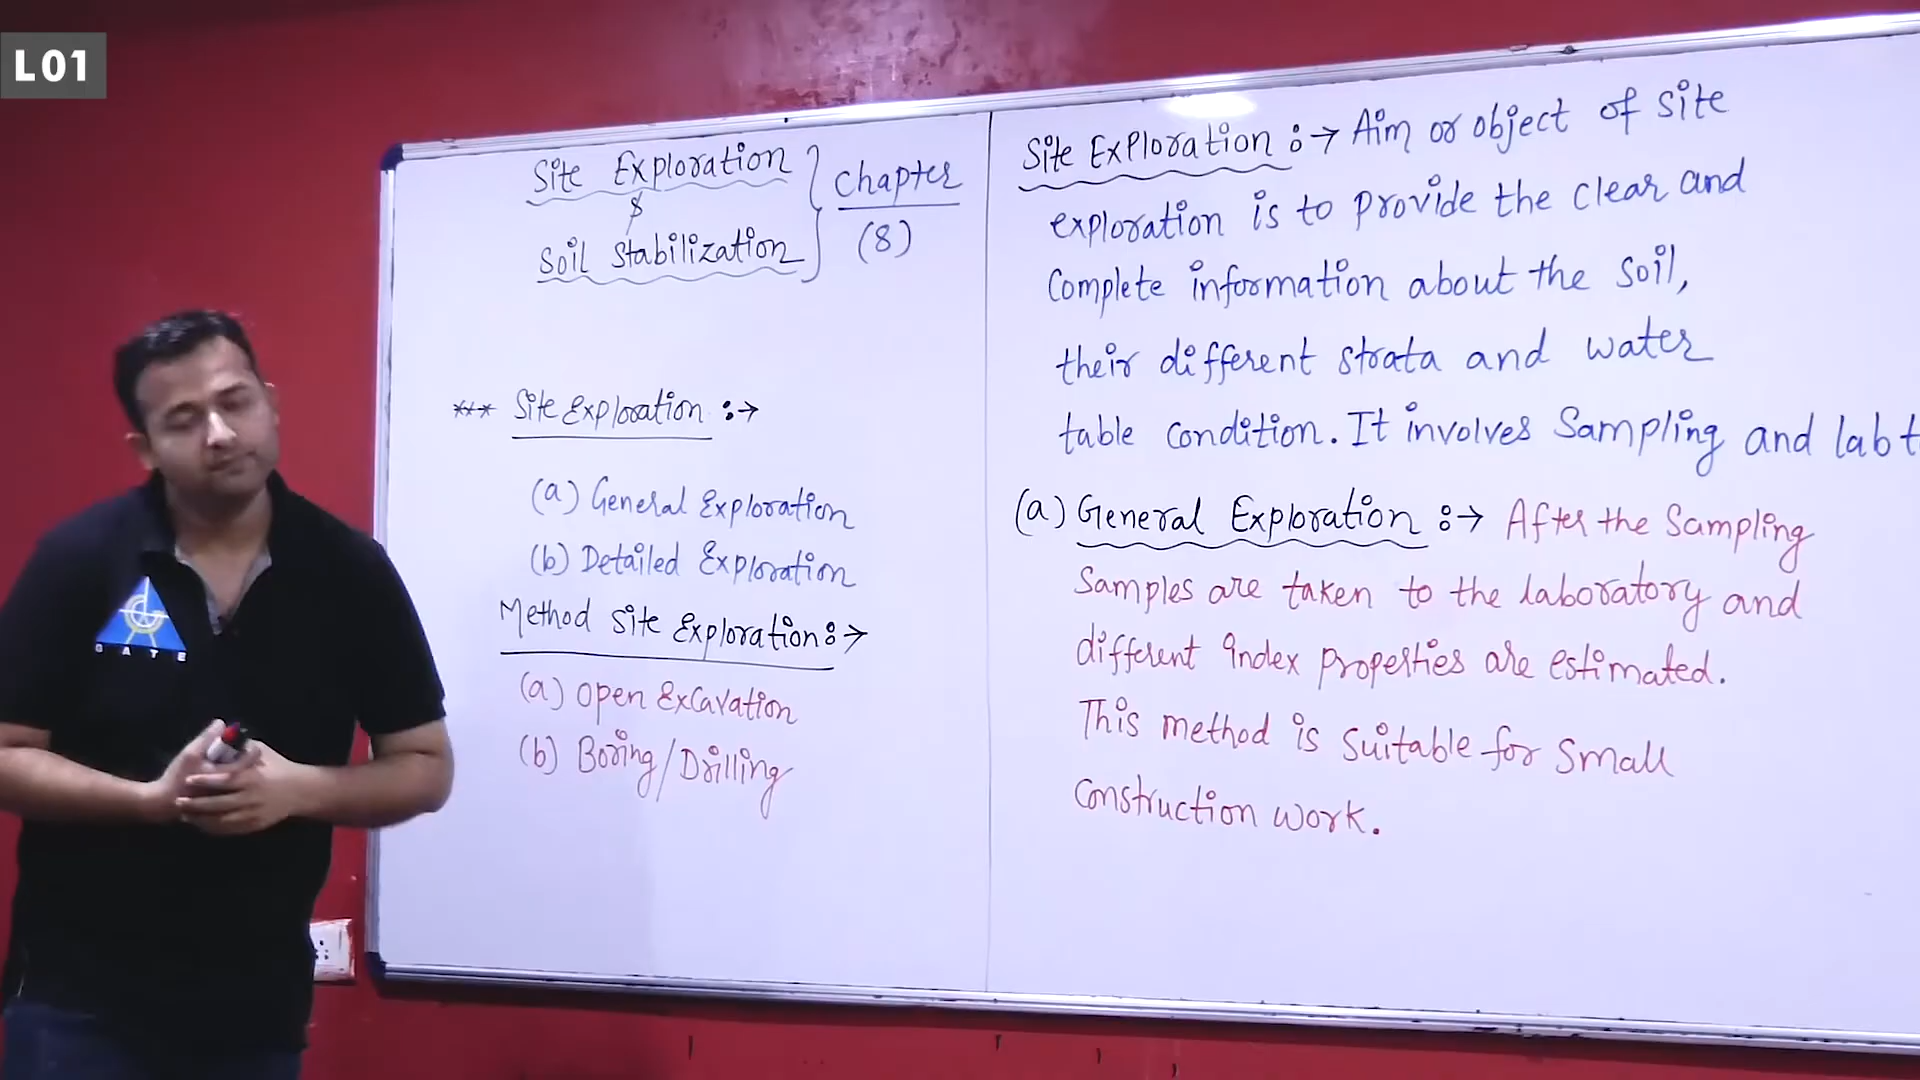 L01
Site Exploration
&
Soil Stabilization
Chapter
(8)
*** Site Exploration :→
(a) General Exploration
(b) Detailed Exploration
Method Site Exploration :→
(a) Open Excavation
(b) Boring/Drilling
Site Exploration :→ Aim or object of site
exploration is to provide the clear and
Complete information about the soil,
their different strata and water
table condition. It involves Sampling and lab t
(a) General Exploration :→ After the Sampling
Samples are taken to the laboratory and
different index properties are estimated.
This method is suitable for small
construction work.
GATE